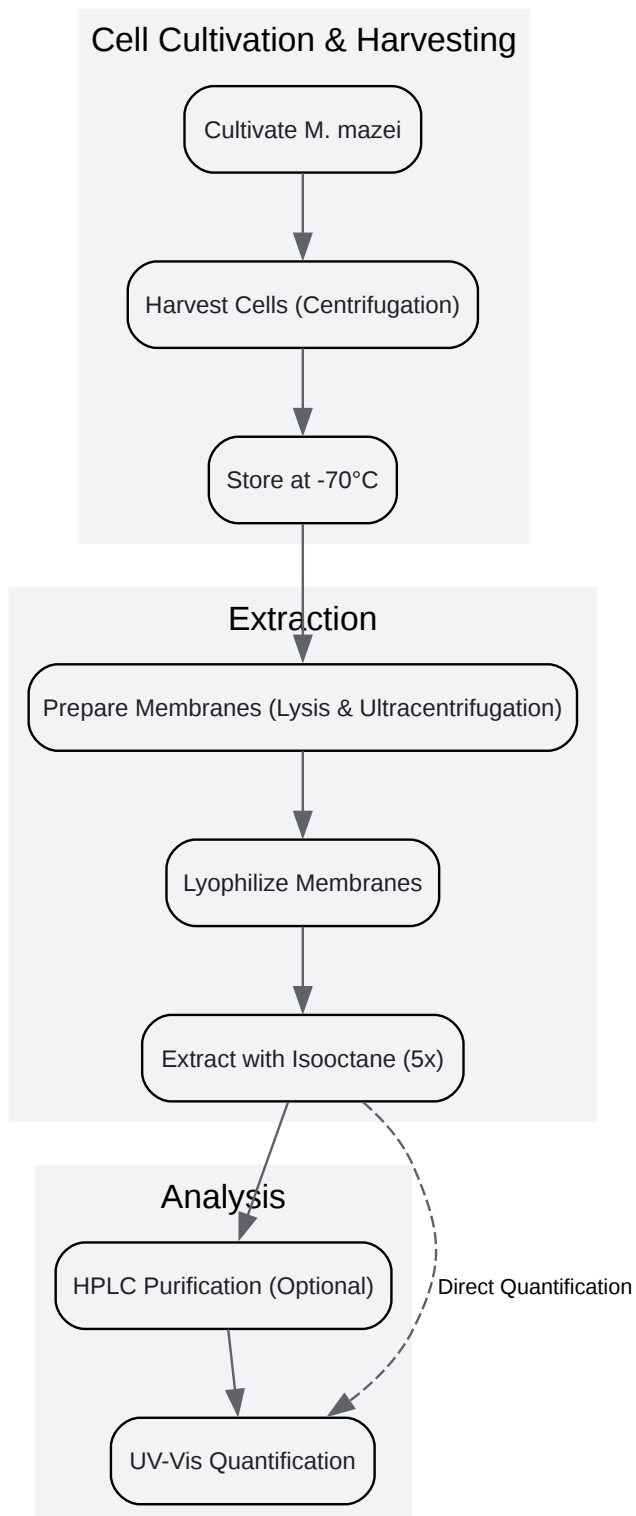 Cell Cultivation & Harvesting
Cultivate M. mazei
Harvest Cells (Centrifugation)
Store at -70°C
Extraction
Prepare Membranes (Lysis & Ultracentrifugation)
Lyophilize Membranes
Extract with Isooctane (5x)
Analysis
HPLC Purification (Optional)
Direct Quantification
UV-Vis Quantification